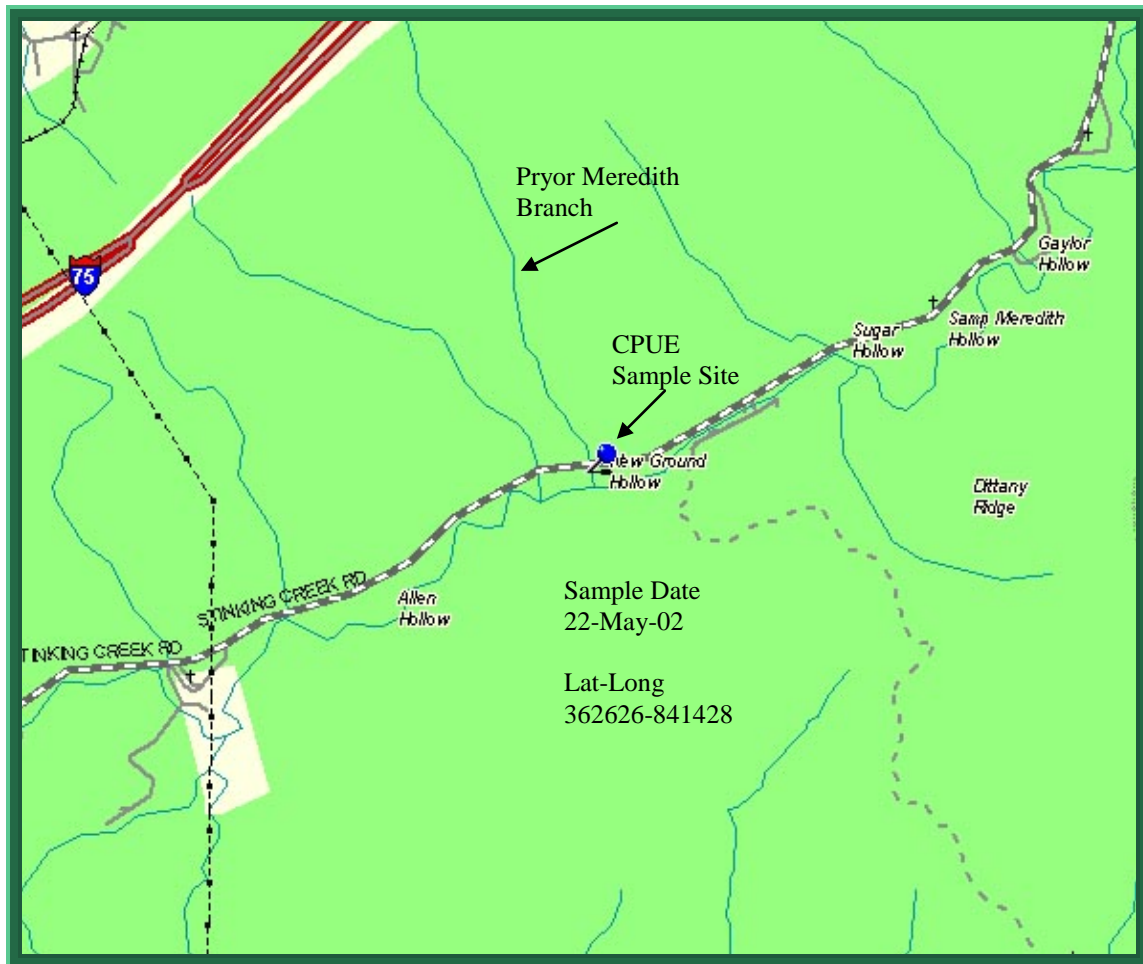 Pryor Meredith
Branch
75
Gaylor
Hollow
CPUE
Sample Site
Sugar
Hollow
Samp Meredith
Hollow
New Ground
Hollow
Dittany
Ridge
STINKING CREEK RD
Allen
Hollow
TINKING CREEK RD
Sample Date
22-May-02
Lat-Long
362626-841428